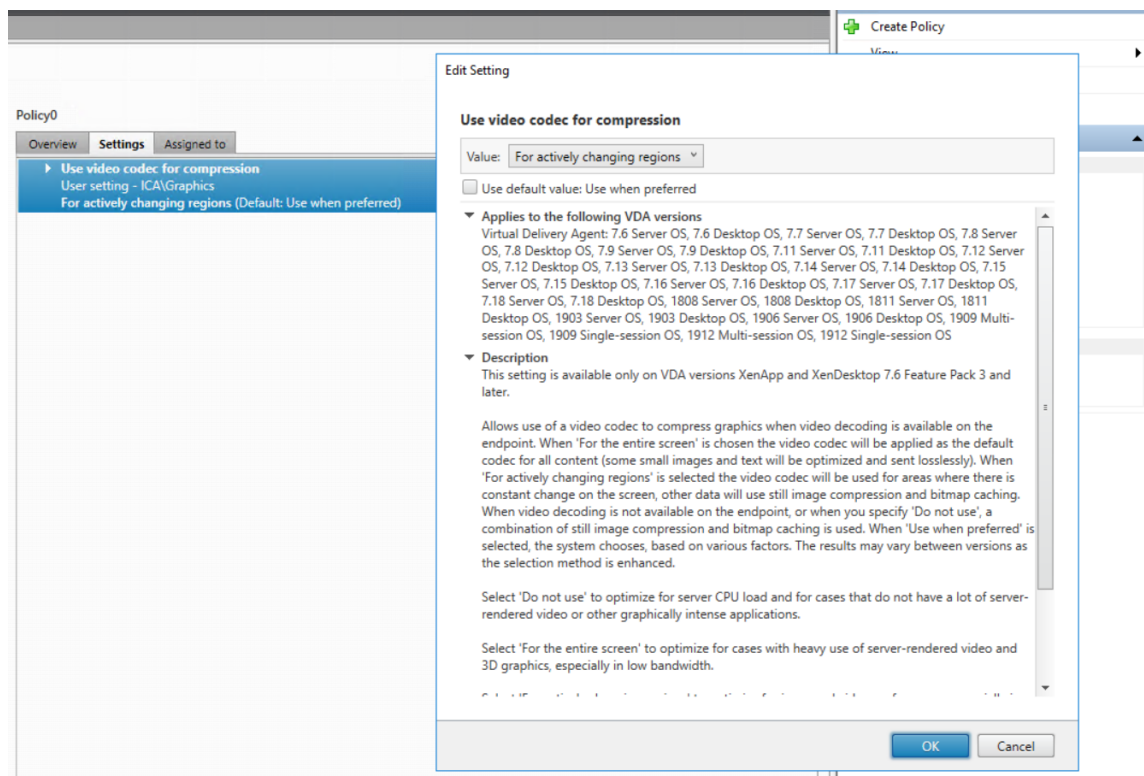 Create Policy
View
Edit Setting
Policy0
Use video codec for compression
Overview Settings Assigned to
Value: For actively changing regions
Use video codec for compression
User setting - ICA\Graphics
For actively changing regions (Default: Use when preferred)
Use default value: Use when preferred
Applies to the following VDA versions
Virtual Delivery Agent: 7.6 Server OS, 7.6 Desktop OS, 7.7 Server OS, 7.7 Desktop OS, 7.8 Server
OS, 7.8 Desktop OS, 7.9 Server OS, 7.9 Desktop OS, 7.11 Server OS, 7.11 Desktop OS, 7.12 Server
OS, 7.12 Desktop OS, 7.13 Server OS, 7.13 Desktop OS, 7.14 Server OS, 7.14 Desktop OS, 7.15
Server OS, 7.15 Desktop OS, 7.16 Server OS, 7.16 Desktop OS, 7.17 Server OS, 7.17 Desktop OS,
7.18 Server OS, 7.18 Desktop OS, 1808 Server OS, 1808 Desktop OS, 1811 Server OS, 1811
Desktop OS, 1903 Server OS, 1903 Desktop OS, 1906 Server OS, 1906 Desktop OS, 1909 Multi-
session OS, 1909 Single-session OS, 1912 Multi-session OS, 1912 Single-session OS
Description
This setting is available only on VDA versions XenApp and XenDesktop 7.6 Feature Pack 3 and
later.
Allows use of a video codec to compress graphics when video decoding is available on the
endpoint. When 'For the entire screen' is chosen the video codec will be applied as the default
codec for all content (some small images and text will be optimized and sent losslessly). When
'For actively changing regions' is selected the video codec will be used for areas where there is
constant change on the screen, other data will use still image compression and bitmap caching.
When video decoding is not available on the endpoint, or when you specify 'Do not use', a
combination of still image compression and bitmap caching is used. When 'Use when preferred' is
selected, the system chooses, based on various factors. The results may vary between versions as
the selection method is enhanced.
Select 'Do not use' to optimize for server CPU load and for cases that do not have a lot of server-
rendered video or other graphically intense applications.
Select 'For the entire screen' to optimize for cases with heavy use of server-rendered video and
3D graphics, especially in low bandwidth.
OK Cancel